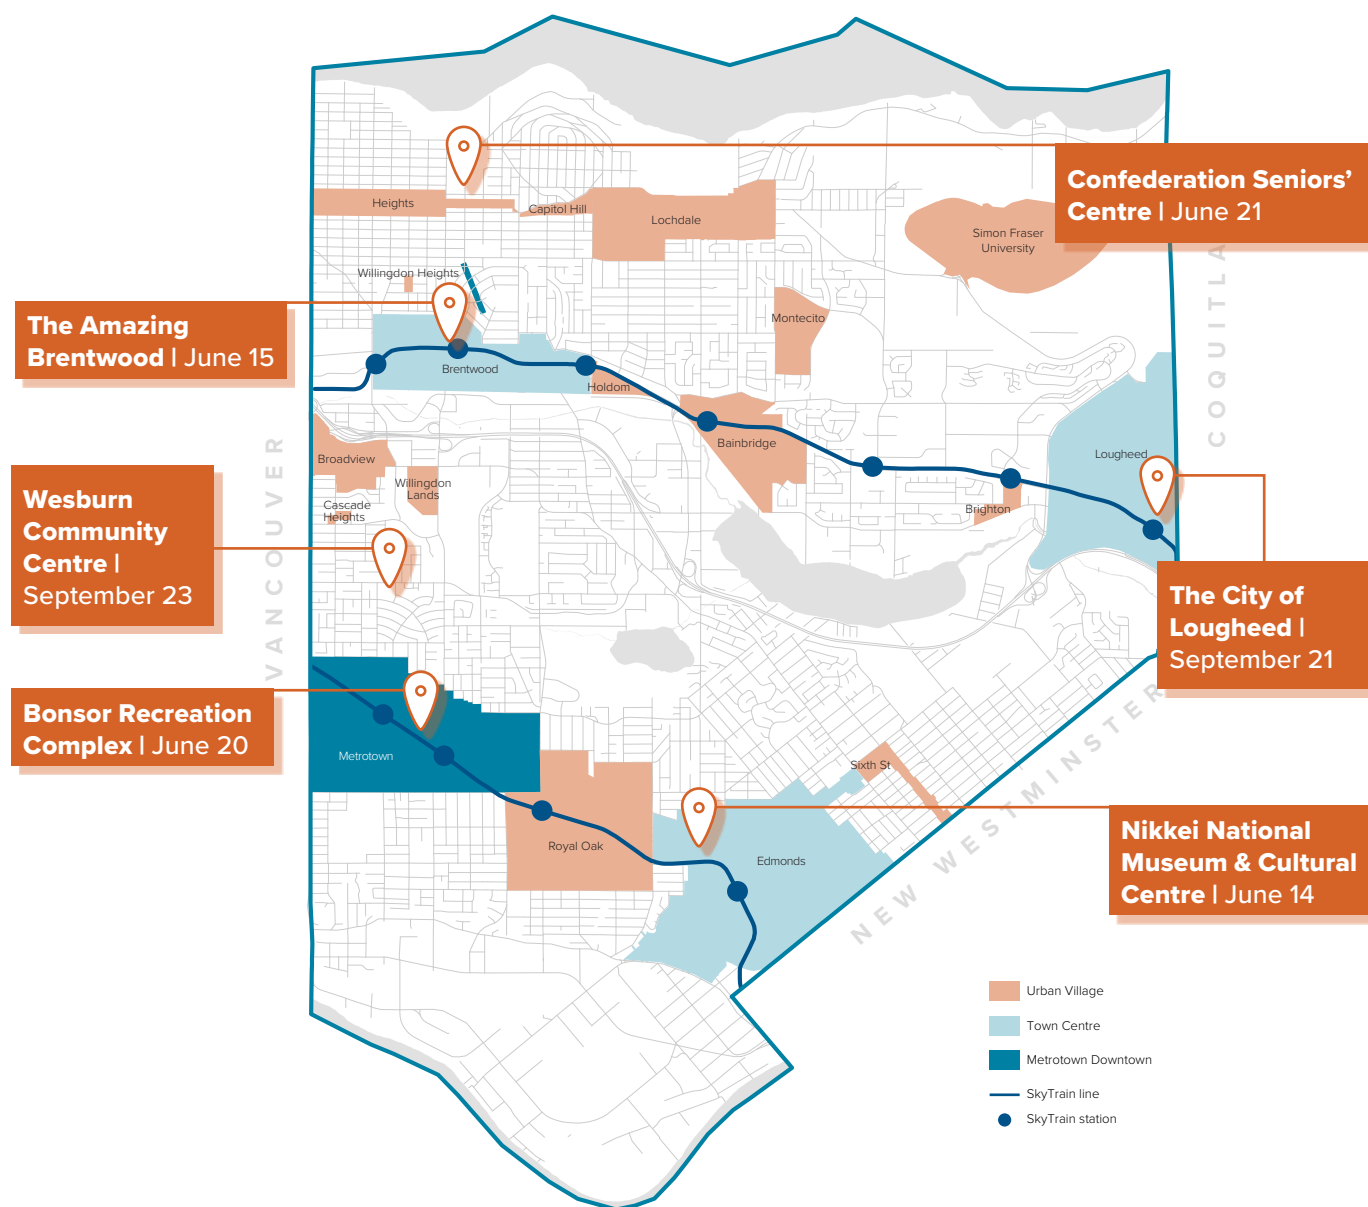 Confederation Seniors’
Centre | June 21
Heights
Capitol Hill
Lochdale
Simon Fraser
University
COQUITLA
Willingdon Heights
The Amazing
Brentwood | June 15
Montecito
Brentwood
Holdom
Bainbridge
Lougheed
VANCOUVER
Broadview
Willingdon
Lands
Cascade
Heights
Brighton
Wesburn
Community
Centre |
September 23
The City of
Lougheed |
September 21
Bonsor Recreation
Complex | June 20
Metrotown
Sixth St
NEW WESTMINSTER
Royal Oak
Edmonds
Nikkei National
Museum & Cultural
Centre | June 14
Urban Village
Town Centre
Metrotown Downtown
SkyTrain line
SkyTrain station